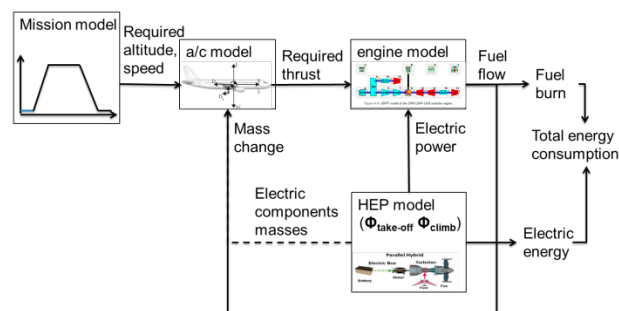 Mission model
Required
altitude,
speed
a/c model
Required
thrust
engine model
Fuel
flow
Fuel
burn
Mass
change
Electric
power
Total energy
consumption
Electric
components
masses
HEP model
(Φtake-off Φclimb)
Electric
energy
Parallel Hybrid
Electric Bus
Turbofan
Battery
Motor
Fuel
Fan